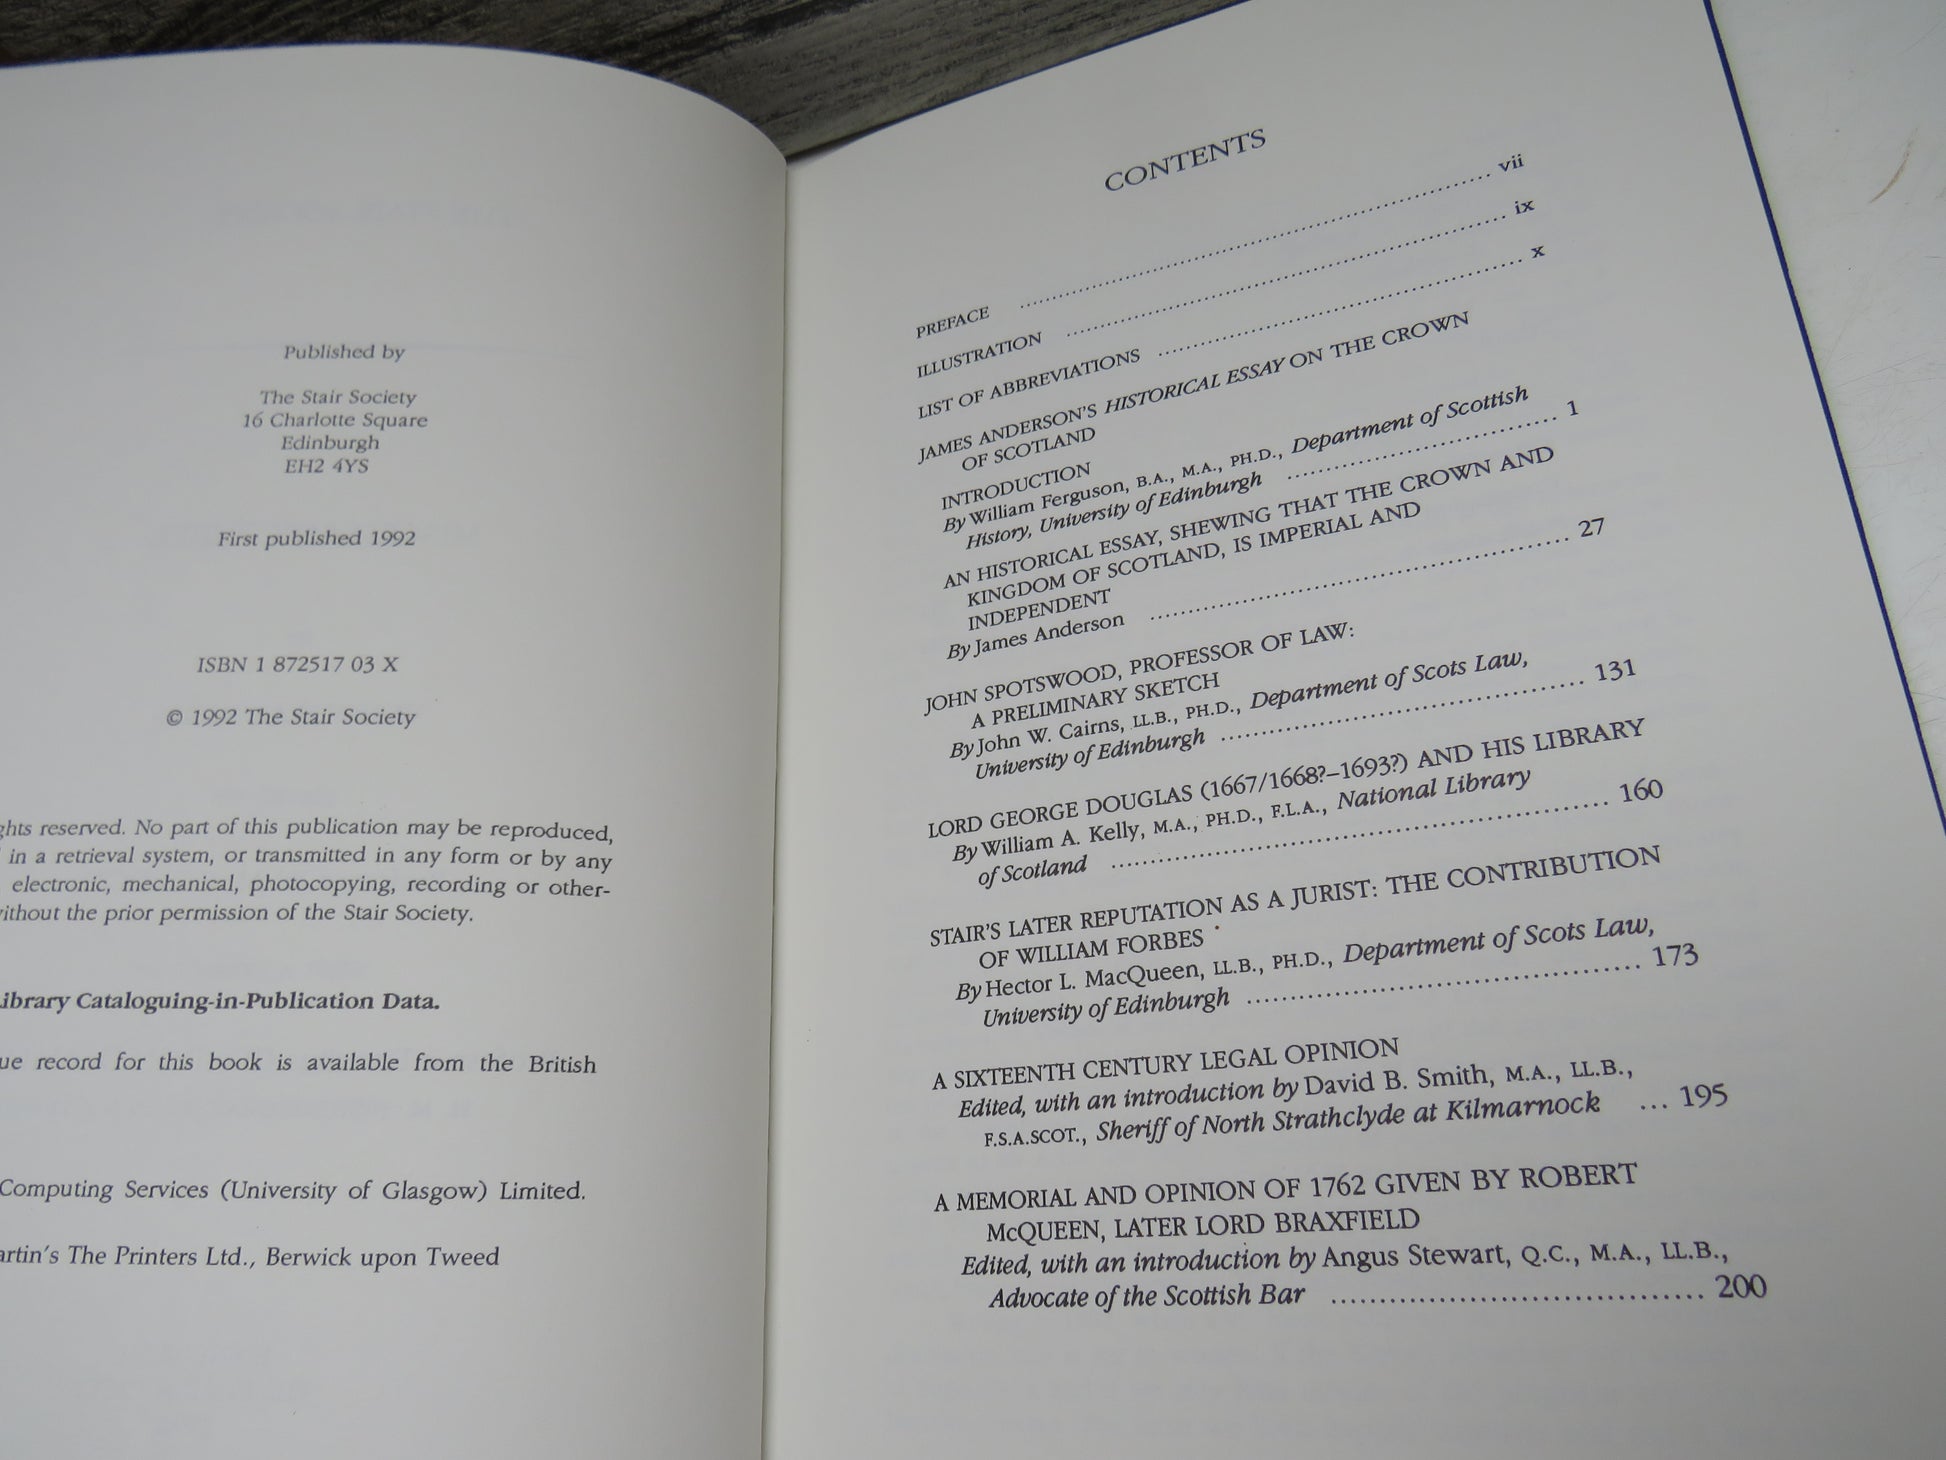 Published by
The Stair Society
16 Charlotte Square
Edinburgh
EH2 4YS
First published 1992
ISBN 1 872517 03 X
© 1992 The Stair Society
reserved. No part of this publication may be reproduced,
in a retrieval system, or transmitted in any form or by any
electronic, mechanical, photocopying, recording or other-
without the prior permission of the Stair Society.
Library Cataloguing-in-Publication Data.
record for this book is available from the British
Computing Services (University of Glasgow) Limited.
The Printers Ltd., Berwick upon Tweed
CONTENTS
PREFACE .......... vii
ILLUSTRATION .......... ix
LIST OF ABBREVIATIONS .......... x
JAMES ANDERSON'S HISTORICAL ESSAY ON THE CROWN
OF SCOTLAND
INTRODUCTION
By William Ferguson, B.A., M.A., PH.D., Department of Scottish
History, University of Edinburgh .......... 1
AN HISTORICAL ESSAY, SHEWING THAT THE CROWN AND
KINGDOM OF SCOTLAND, IS IMPERIAL AND
INDEPENDENT
By James Anderson .......... 27
JOHN SPOTSWOOD, PROFESSOR OF LAW:
A PRELIMINARY SKETCH
By John W. Cairns, LL.B., PH.D., Department of Scots Law,
University of Edinburgh .......... 131
LORD GEORGE DOUGLAS (1667/1668?–1693?) AND HIS LIBRARY
By William A. Kelly, M.A., PH.D., F.L.A., National Library
of Scotland .......... 160
STAIR'S LATER REPUTATION AS A JURIST: THE CONTRIBUTION
OF WILLIAM FORBES
By Hector L. MacQueen, LL.B., PH.D., Department of Scots Law,
University of Edinburgh .......... 173
A SIXTEENTH CENTURY LEGAL OPINION
Edited, with an introduction by David B. Smith, M.A., LL.B.,
F.S.A.SCOT., Sheriff of North Strathclyde at Kilmarnock ... 195
A MEMORIAL AND OPINION OF 1762 GIVEN BY ROBERT
McQUEEN, LATER LORD BRAXFIELD
Edited, with an introduction by Angus Stewart, Q.C., M.A., LL.B.,
Advocate of the Scottish Bar .......... 200